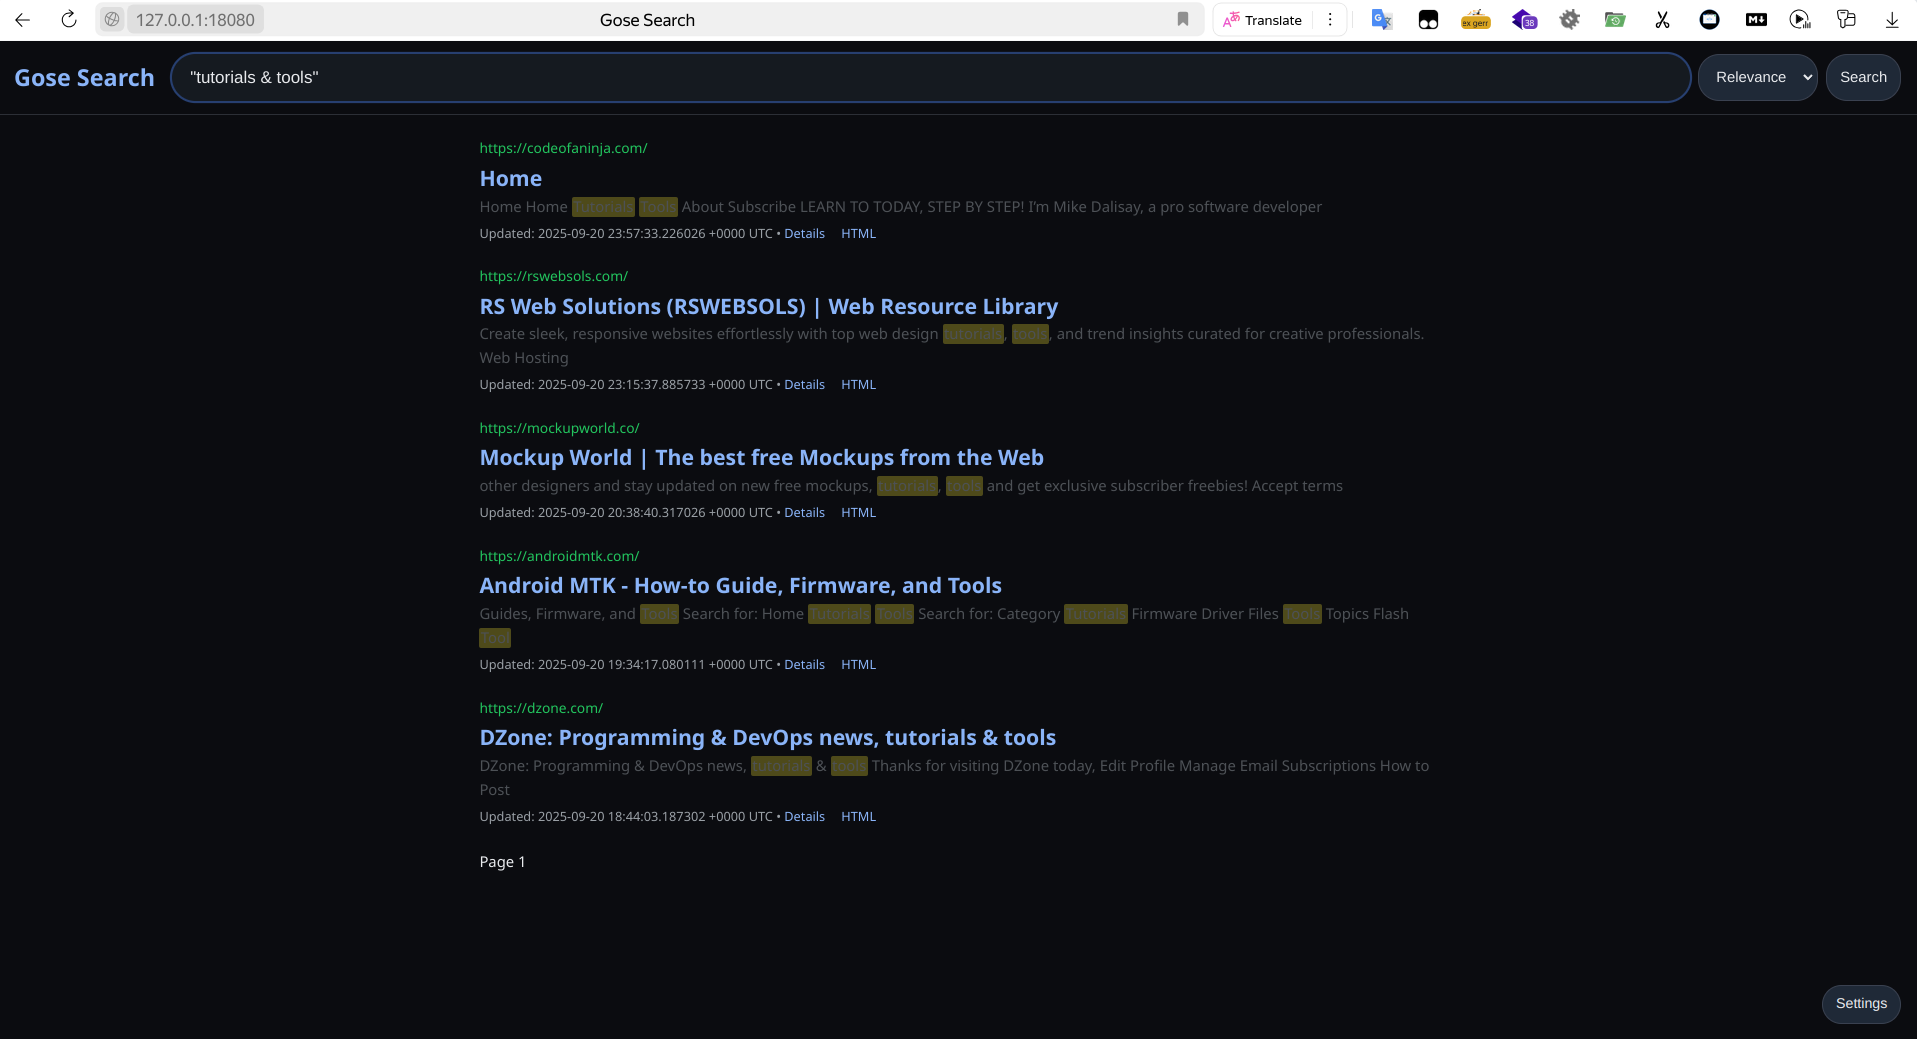 127.0.0.1:18080
Gose Search
Translate
ex gerr
38
Gose Search
"tutorials & tools"
Relevance
Search
https://codeofaninja.com/
Home
Home Home Tutorials Tools About Subscribe LEARN TO TODAY, STEP BY STEP! I'm Mike Dalisay, a pro software developer
Updated: 2025-09-20 23:57:33.226026 +0000 UTC • Details HTML
https://rswebsols.com/
RS Web Solutions (RSWEBSOLS) | Web Resource Library
Create sleek, responsive websites effortlessly with top web design tutorials, tools, and trend insights curated for creative professionals.
Web Hosting
Updated: 2025-09-20 23:15:37.885733 +0000 UTC • Details HTML
https://mockupworld.co/
Mockup World | The best free Mockups from the Web
other designers and stay updated on new free mockups, tutorials, tools and get exclusive subscriber freebies! Accept terms
Updated: 2025-09-20 20:38:40.317026 +0000 UTC • Details HTML
https://androidmtk.com/
Android MTK - How-to Guide, Firmware, and Tools
Guides, Firmware, and Tools Search for: Home Tutorials Tools Search for: Category Tutorials Firmware Driver Files Tools Topics Flash
Tool
Updated: 2025-09-20 19:34:17.080111 +0000 UTC • Details HTML
https://dzone.com/
DZone: Programming & DevOps news, tutorials & tools
DZone: Programming & DevOps news, tutorials & tools Thanks for visiting DZone today, Edit Profile Manage Email Subscriptions How to
Post
Updated: 2025-09-20 18:44:03.187302 +0000 UTC • Details HTML
Page 1
Settings